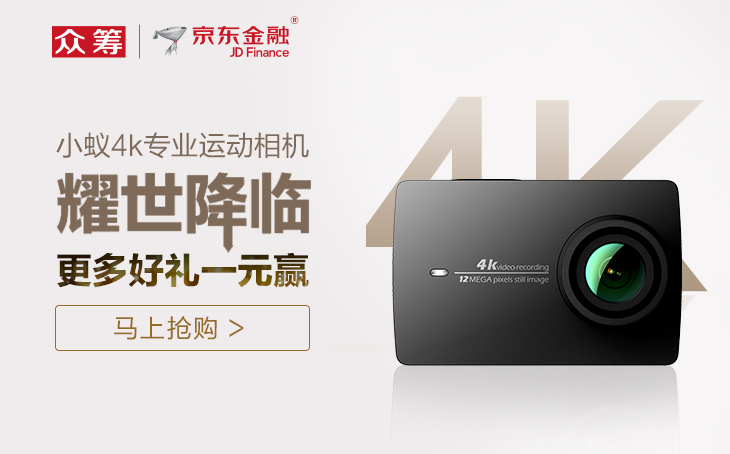 众筹
京东金融®
JD Finance
4K
小蚁4k专业运动相机
耀世降临
更多好礼一元赢
马上抢购 >
4k video-recording
12 MEGA pixels still image